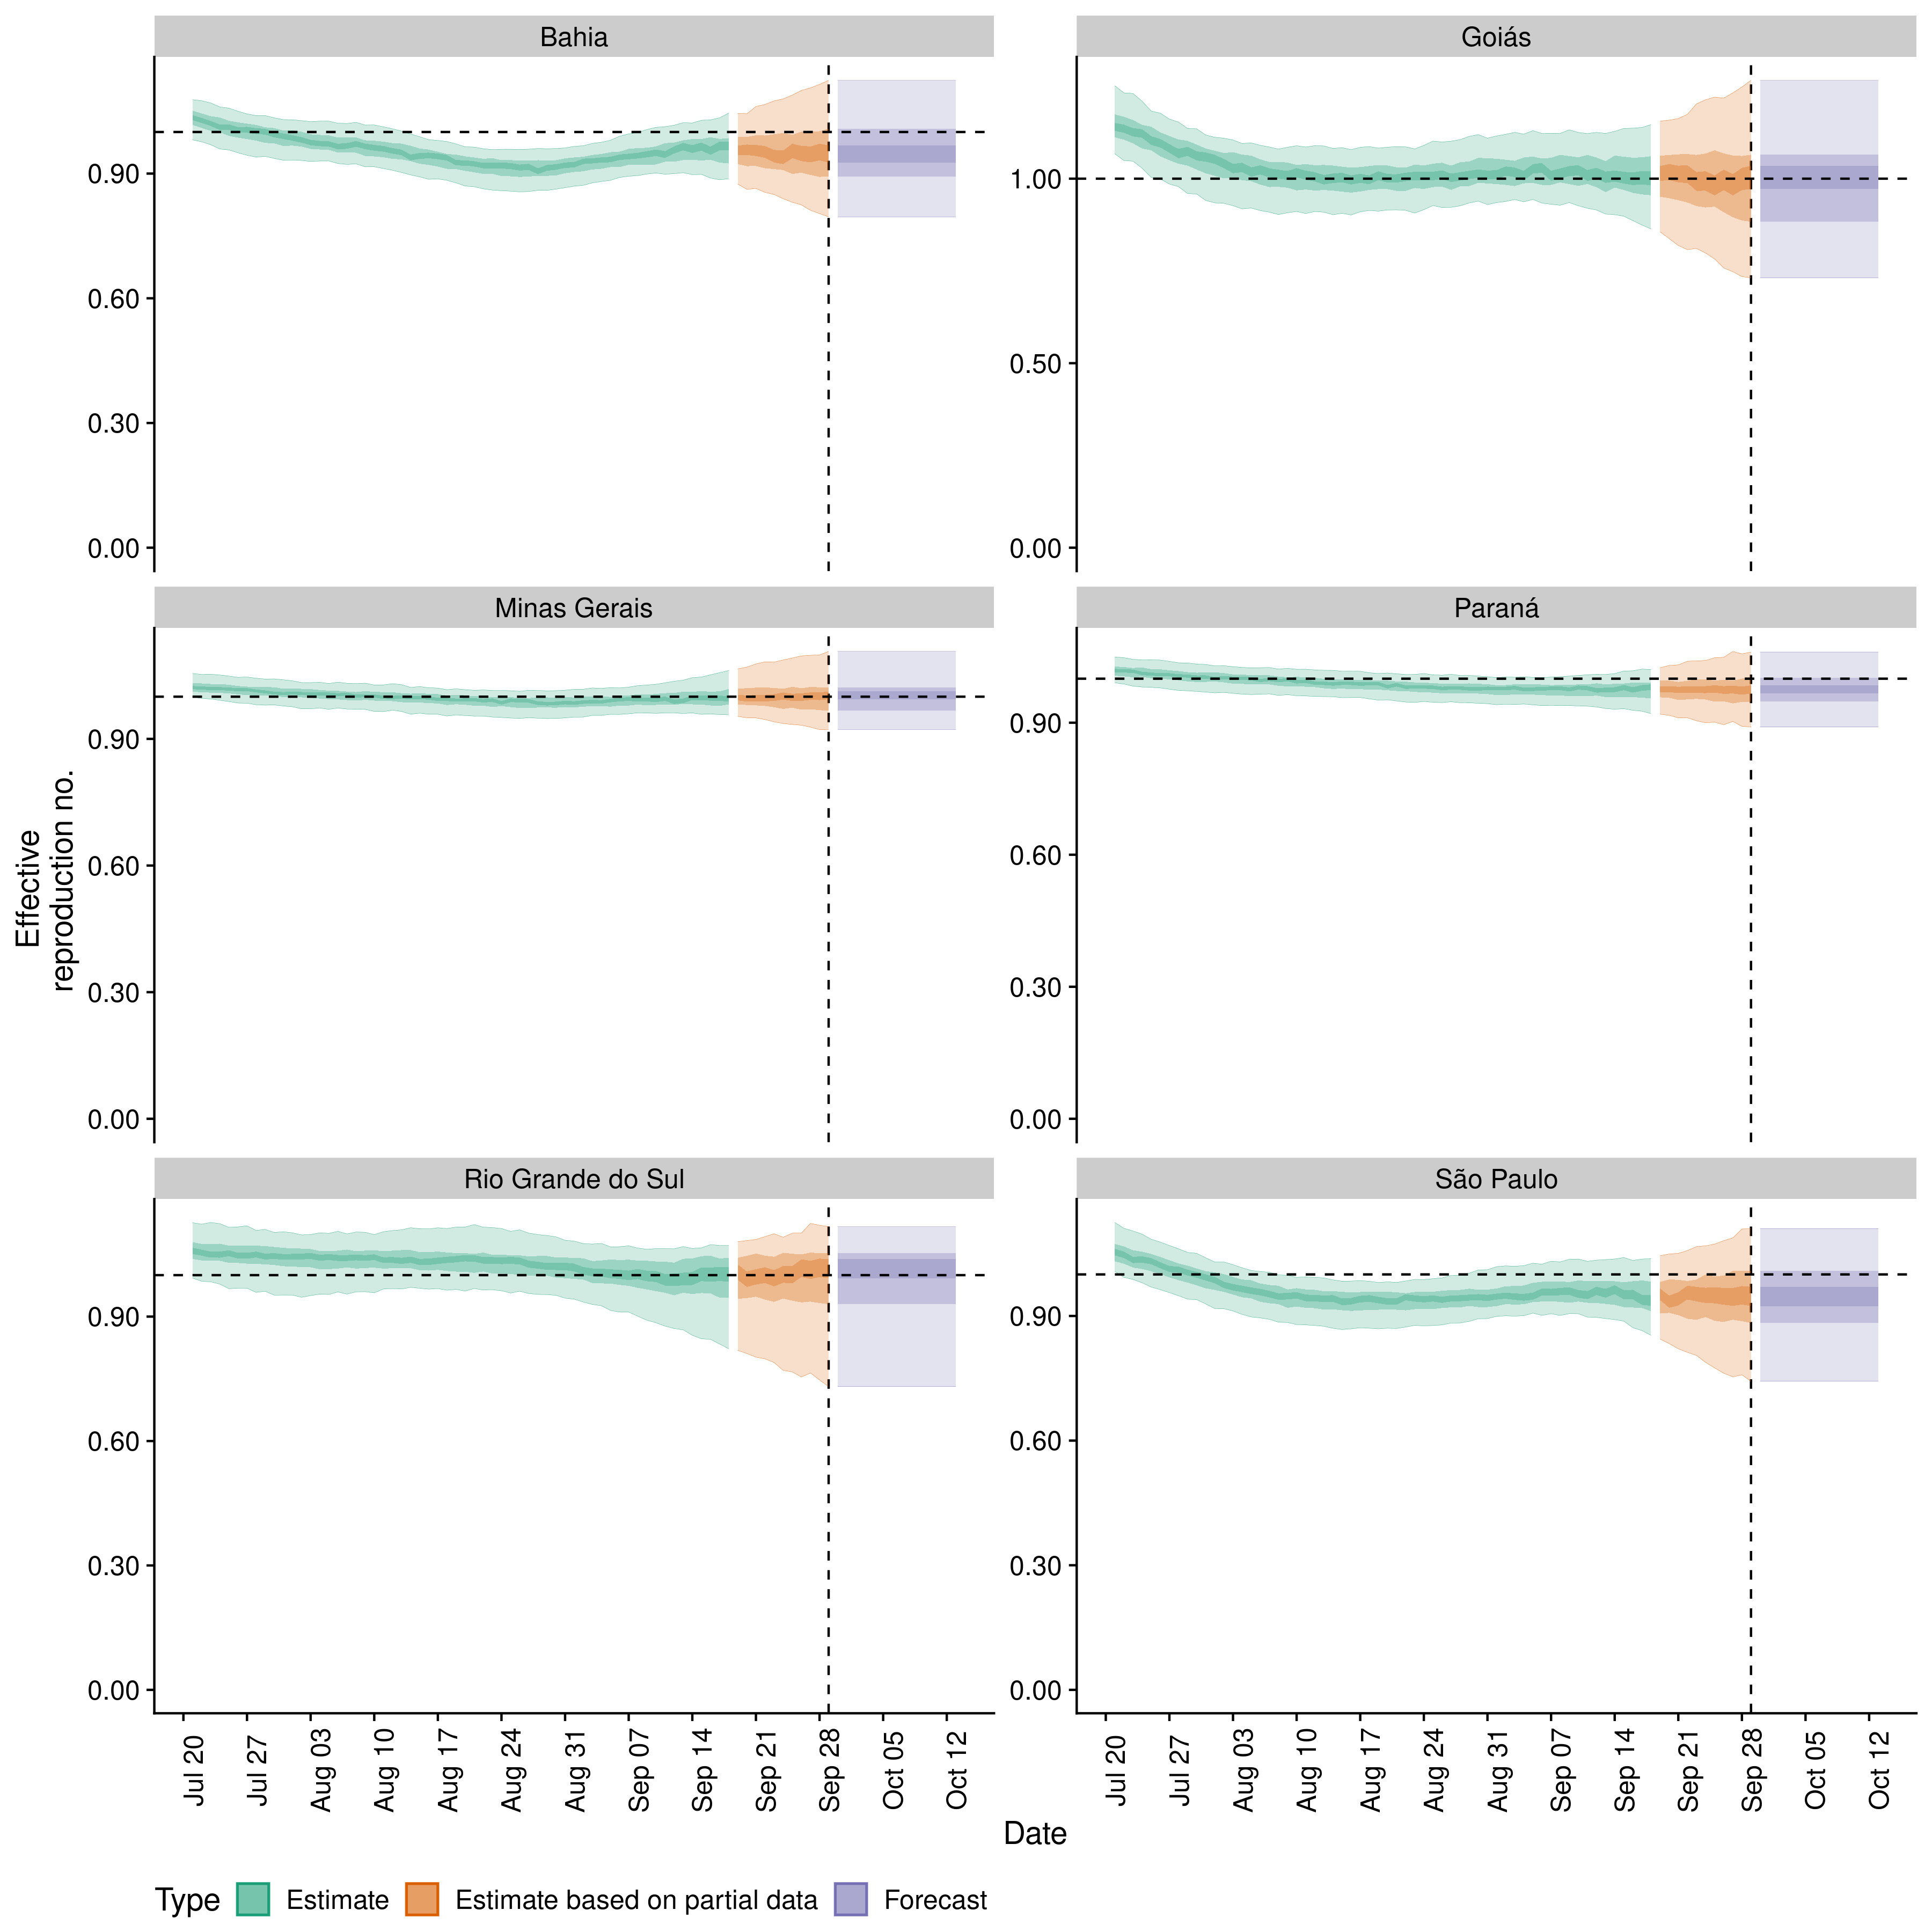 Bahia
Goiás
0.90
0.60
0.30
0.00
1.00
0.50
0.00
Minas Gerais
Paraná
0.90
0.60
0.30
0.00
0.90
0.60
0.30
0.00
Effective
reproduction no.
Rio Grande do Sul
São Paulo
0.90
0.60
0.30
0.00
0.90
0.60
0.30
0.00
Jul 20
Jul 27
Aug 03
Aug 10
Aug 17
Aug 24
Aug 31
Sep 07
Sep 14
Sep 21
Sep 28
Oct 05
Oct 12
Jul 20
Jul 27
Aug 03
Aug 10
Aug 17
Aug 24
Aug 31
Sep 07
Sep 14
Sep 21
Sep 28
Oct 05
Oct 12
Date
Type Estimate Estimate based on partial data Forecast